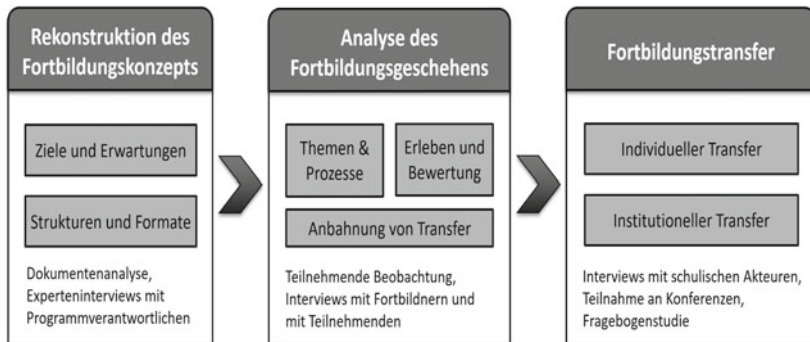 Rekonstruktion des
Fortbildungskonzepts
Ziele und Erwartungen
Strukturen und Formate
Dokumentenanalyse,
Experteninterviews mit
Programmverantwortlichen
Analyse des
Fortbildungsgeschehens
Themen &
Prozesse
Erleben und
Bewertung
Anbahnung von Transfer
Teilnehmende Beobachtung,
Interviews mit Fortbildnern und
mit Teilnehmenden
Fortbildungstransfer
Individueller Transfer
Institutioneller Transfer
Interviews mit schulischen Akteuren,
Teilnahme an Konferenzen,
Fragebogenstudie